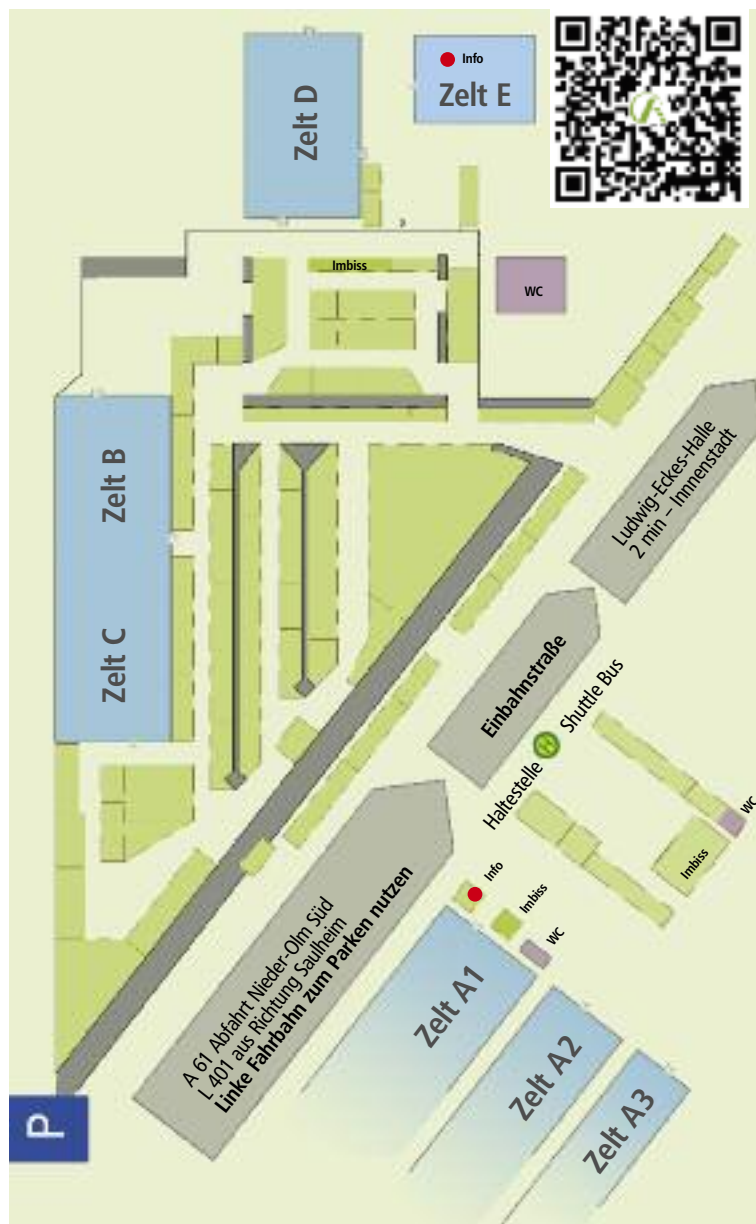 Info
Zelt E
Zelt D
Imbiss
WC
Zelt B
Zelt C
Ludwig-Eckes-Halle
2 min – Innnenstadt
Einbahnstraße
Haltestelle
H
Shuttle Bus
WC
Imbiss
Info
Imbiss
WC
A 61 Abfahrt Nieder-Olm Süd
L 401 aus Richtung Saulheim
Linke Fahrbahn zum Parken nutzen
Zelt A1
Zelt A2
Zelt A3
P